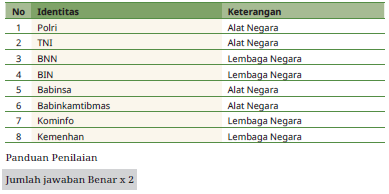 No Identitas Keterangan
1 Polri Alat Negara
2 TNI Alat Negara
3 BNN Lembaga Negara
4 BIN Lembaga Negara
5 Babinsa Alat Negara
6 Babinkamtibmas Alat Negara
7 Kominfo Lembaga Negara
8 Kemenhan Lembaga Negara
Panduan Penilaian
Jumlah jawaban Benar x 2